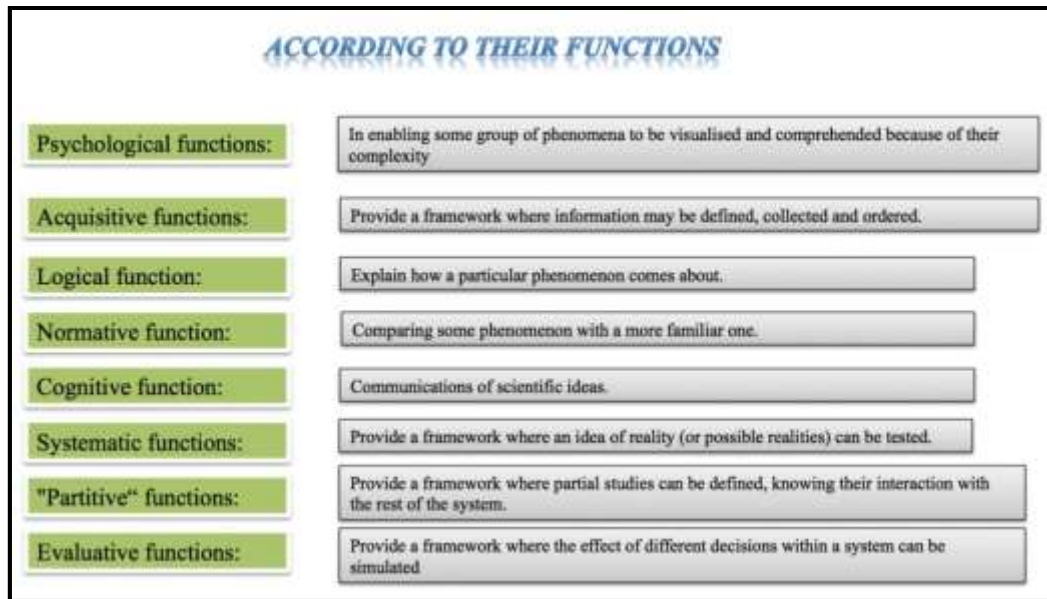 ACCORDING TO THEIR FUNCTIONS
Psychological functions:
In enabling some group of phenomena to be visualised and comprehended because of their
complexity
Acquisitive functions:
Provide a framework where information may be defined, collected and ordered.
Logical function:
Explain how a particular phenomenon comes about.
Normative function:
Comparing some phenomenon with a more familiar one.
Cognitive function:
Communications of scientific ideas.
Systematic functions:
Provide a framework where an idea of reality (or possible realities) can be tested.
"Partitive“ functions:
Provide a framework where partial studies can be defined, knowing their interaction with
the rest of the system.
Evaluative functions:
Provide a framework where the effect of different decisions within a system can be
simulated